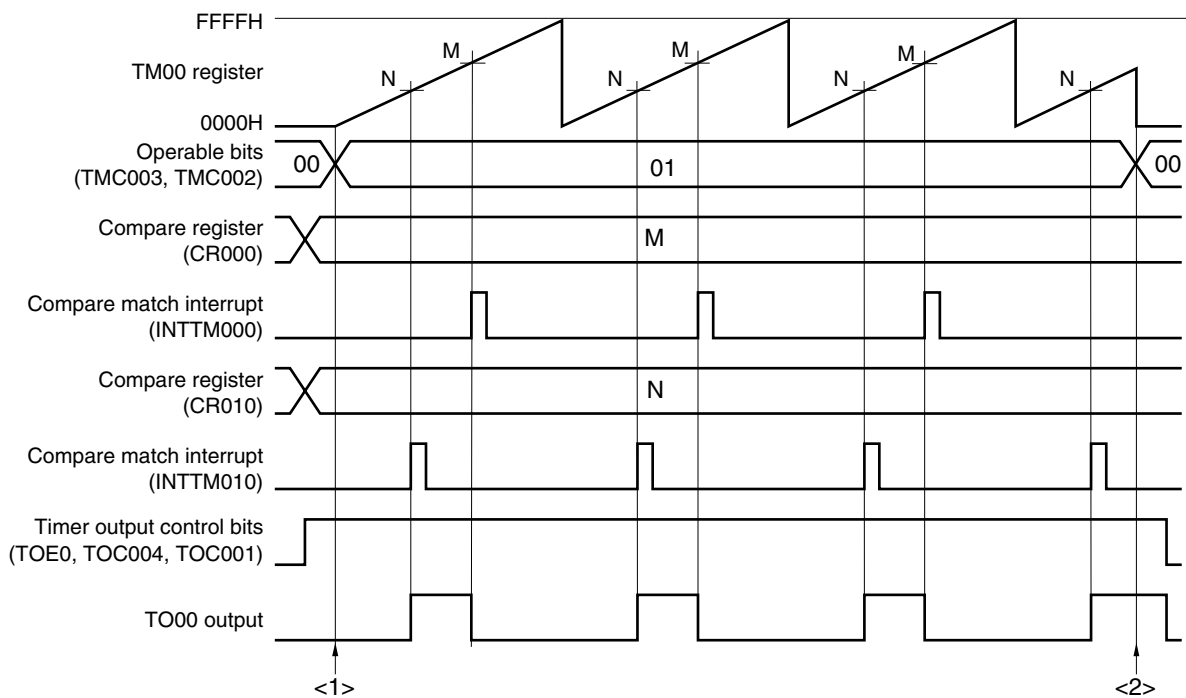 FFFFH
TM00 register
0000H
N M N M N M N
Operable bits
(TMC003, TMC002)
00 01 00
Compare register
(CR000)
M
Compare match interrupt
(INTTM000)
Compare register
(CR010)
N
Compare match interrupt
(INTTM010)
Timer output control bits
(TOE0, TOC004, TOC001)
TO00 output
<1> <2>